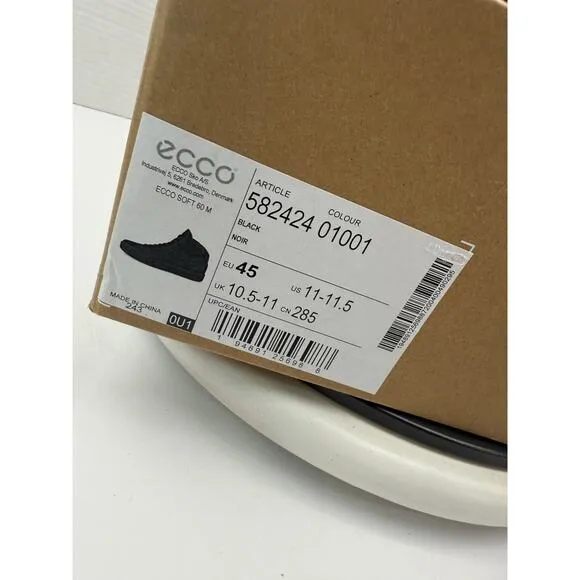 ecco
ECCO Sko A/S,
Industrivej 5, 6261 Bredebro, Denmark
www.ecco.com
ECCO SOFT 60 M
ARTICLE COLOUR
582424 01001
BLACK
NOIR
EU 45 US 11-11.5
UK 10.5-11 CN 285
UPC/EAN
MADE IN CHINA
243
0U1
1 94891 25698 8